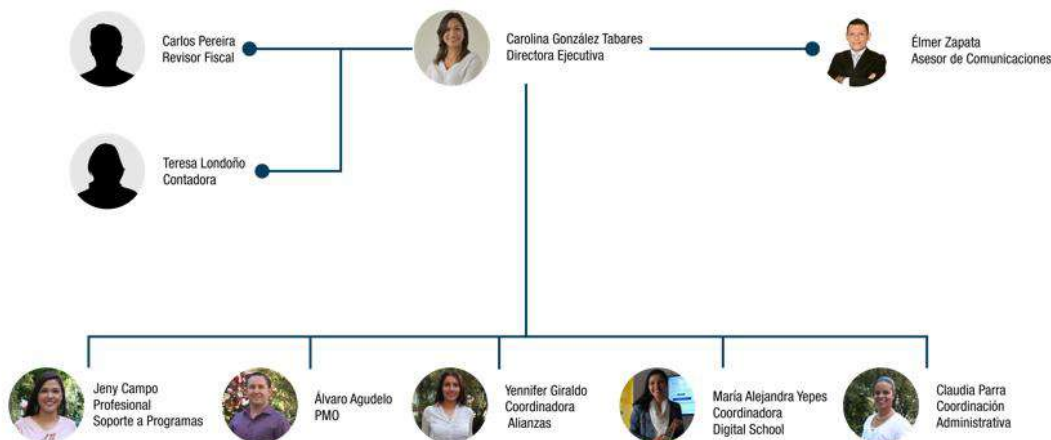 Carlos Pereira
Revisor Fiscal
Carolina González Tabares
Directora Ejecutiva
Élmer Zapata
Asesor de Comunicaciones
Teresa Londoño
Contadora
Jeny Campo
Profesional
Soporte a Programas
Álvaro Agudelo
PMO
Yennifer Giraldo
Coordinadora
Alianzas
María Alejandra Yepes
Coordinadora
Digital School
Claudia Parra
Coordinación
Administrativa